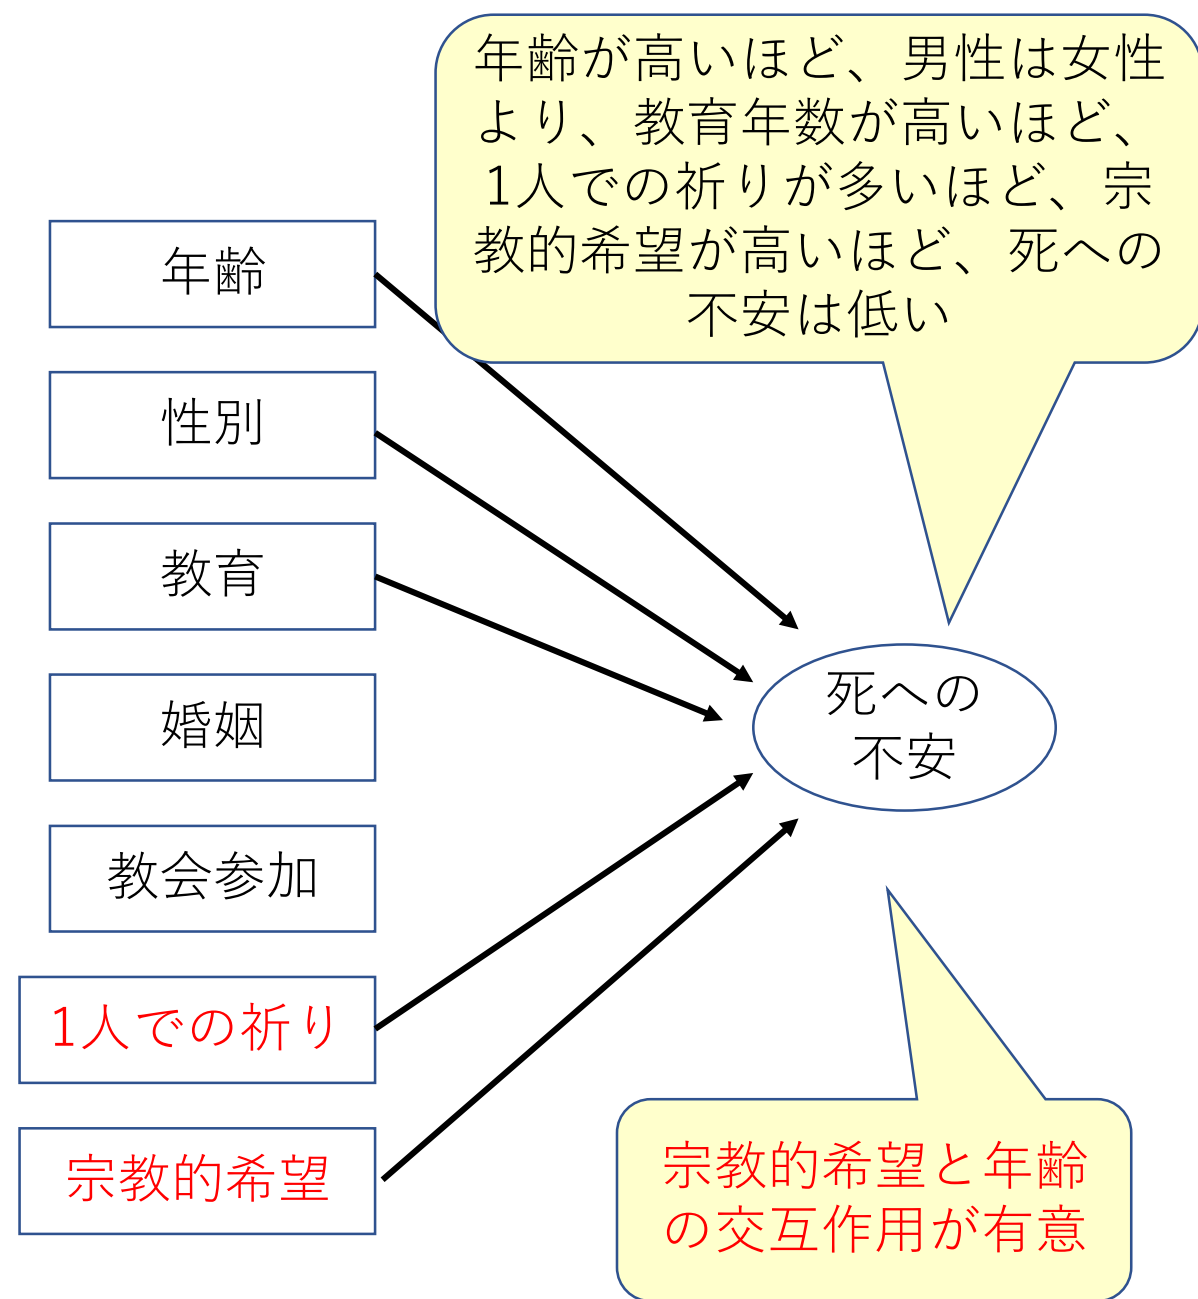 年齢が高いほど、男性は女性
より、教育年数が高いほど、
1人での祈りが多いほど、宗
教的希望が高いほど、死への
不安は低い
年齢
性別
教育
婚姻
教会参加
1人での祈り
宗教的希望
死への
不安
宗教的希望と年齢
の交互作用が有意